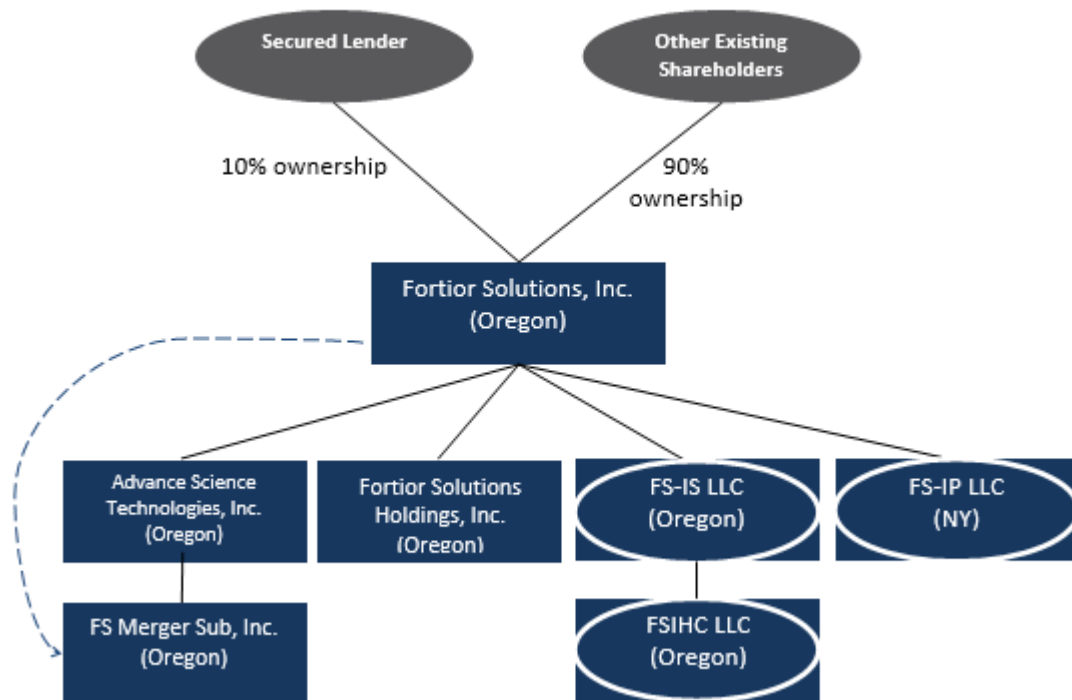 Secured Lender
Other Existing
Shareholders
10% ownership
90%
ownership
Fortior Solutions, Inc.
(Oregon)
Advance Science
Technologies, Inc.
(Oregon)
Fortior Solutions
Holdings, Inc.
(Oregon)
FS-IS LLC
(Oregon)
FS-IP LLC
(NY)
FS Merger Sub, Inc.
(Oregon)
FSIHC LLC
(Oregon)